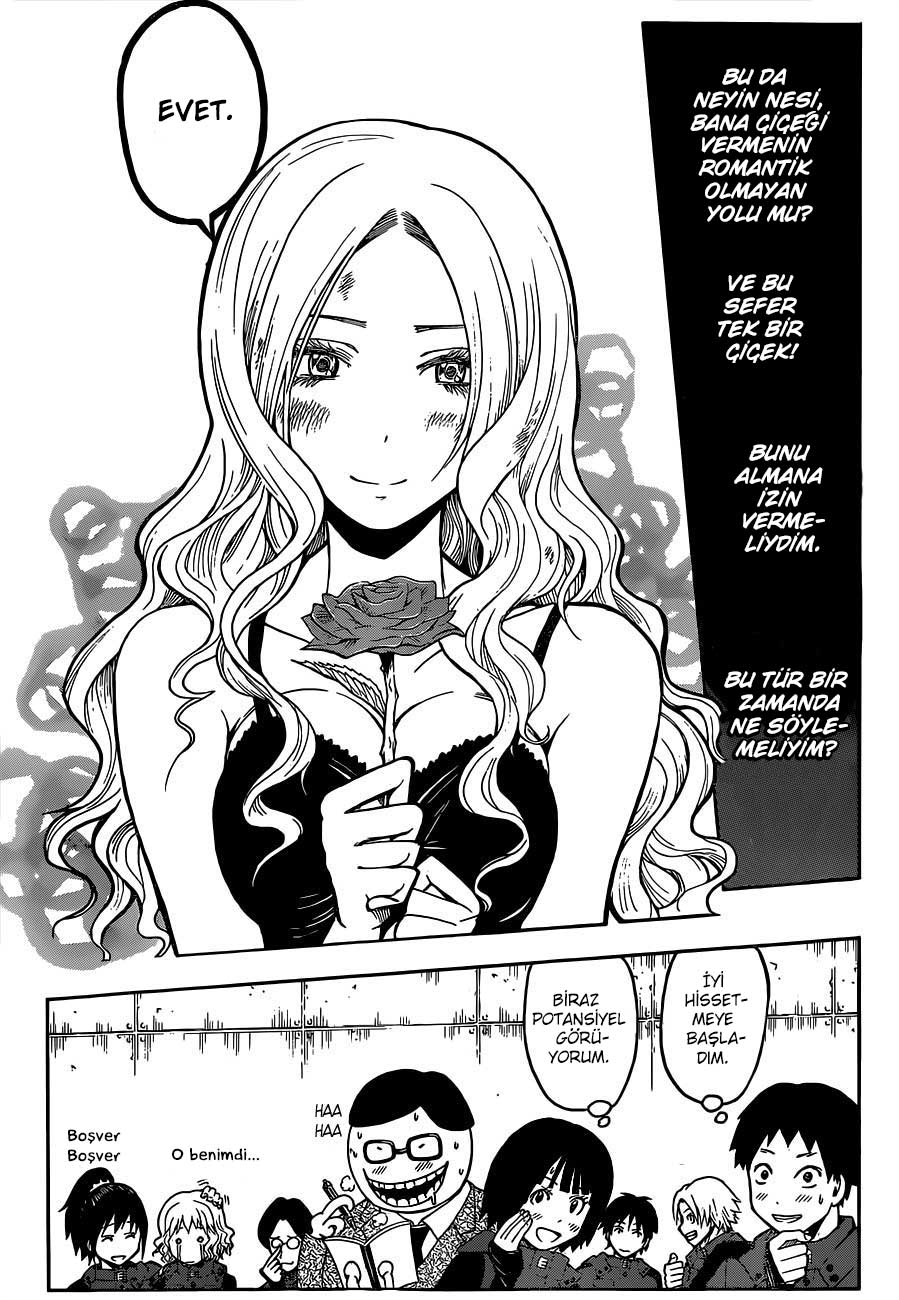 BU DA
NEYİN NESİ,
BANA ÇİÇEĞİ
VERMENİN
ROMANTİK
OLMAYAN
YOLU MU?
VE BU
SEFER
TEK BİR
ÇİÇEK!
BUNU
ALMANA
İZİN
VERME-
LİYDİM.
BU TÜR BİR
ZAMANDA
NE SÖYLE-
MELİYİM?
EVET.
İYİ
HİSSET-
MEYE
BAŞLA-
DIM.
BİRAZ
POTANSİYEL
GÖRÜ-
YORUM.
HAA
HAA
O benimdi...
Boşver
Boşver